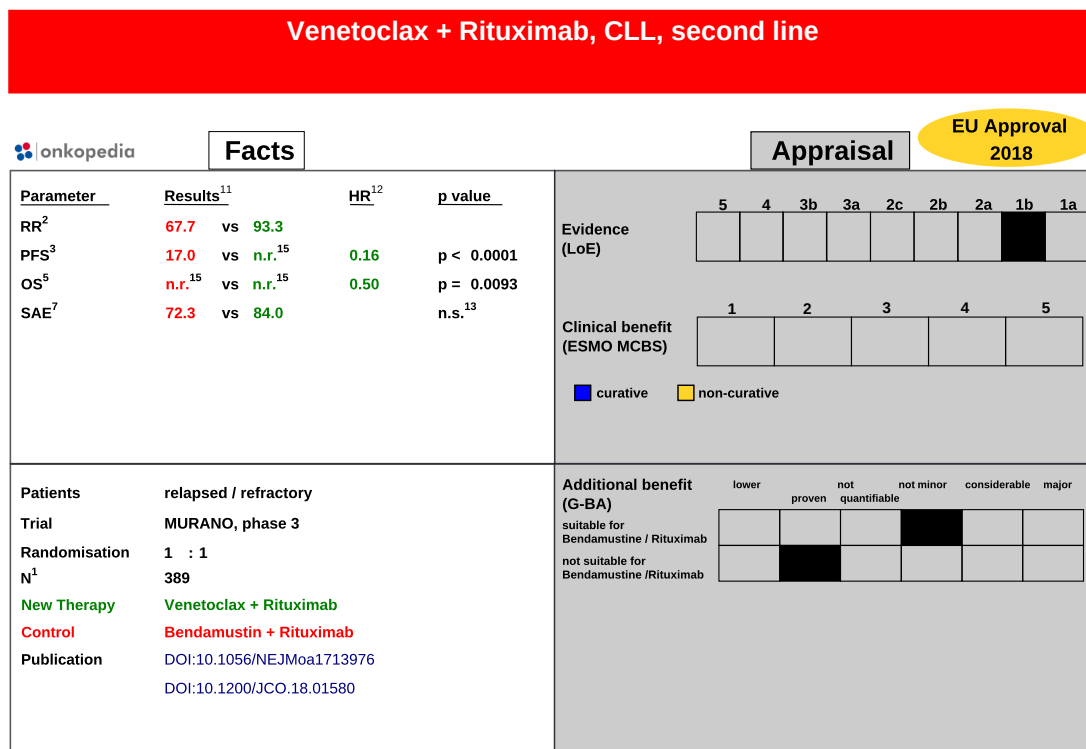 Venetoclax + Rituximab, CLL, second line
onkopedia
Facts
Appraisal
EU Approval
2018
Parameter Results11 HR12 p value
RR2 67.7 vs 93.3
PFS3 17.0 vs n.r.15 0.16 p < 0.0001
OS5 n.r.15 vs n.r.15 0.50 p = 0.0093
SAE7 72.3 vs 84.0 n.s.13
5 4 3b 3a 2c 2b 2a 1b 1a
Evidence
(LoE)
1 2 3 4 5
Clinical benefit
(ESMO MCBS)
curative non-curative
Patients relapsed / refractory
Trial MURANO, phase 3
Randomisation 1 : 1
N1 389
New Therapy Venetoclax + Rituximab
Control Bendamustin + Rituximab
Publication DOI:10.1056/NEJMoa1713976
DOI:10.1200/JCO.18.01580
Additional benefit
(G-BA)
lower not not minor considerable major
proven quantifiable
suitable for
Bendamustine / Rituximab
not suitable for
Bendamustine /Rituximab